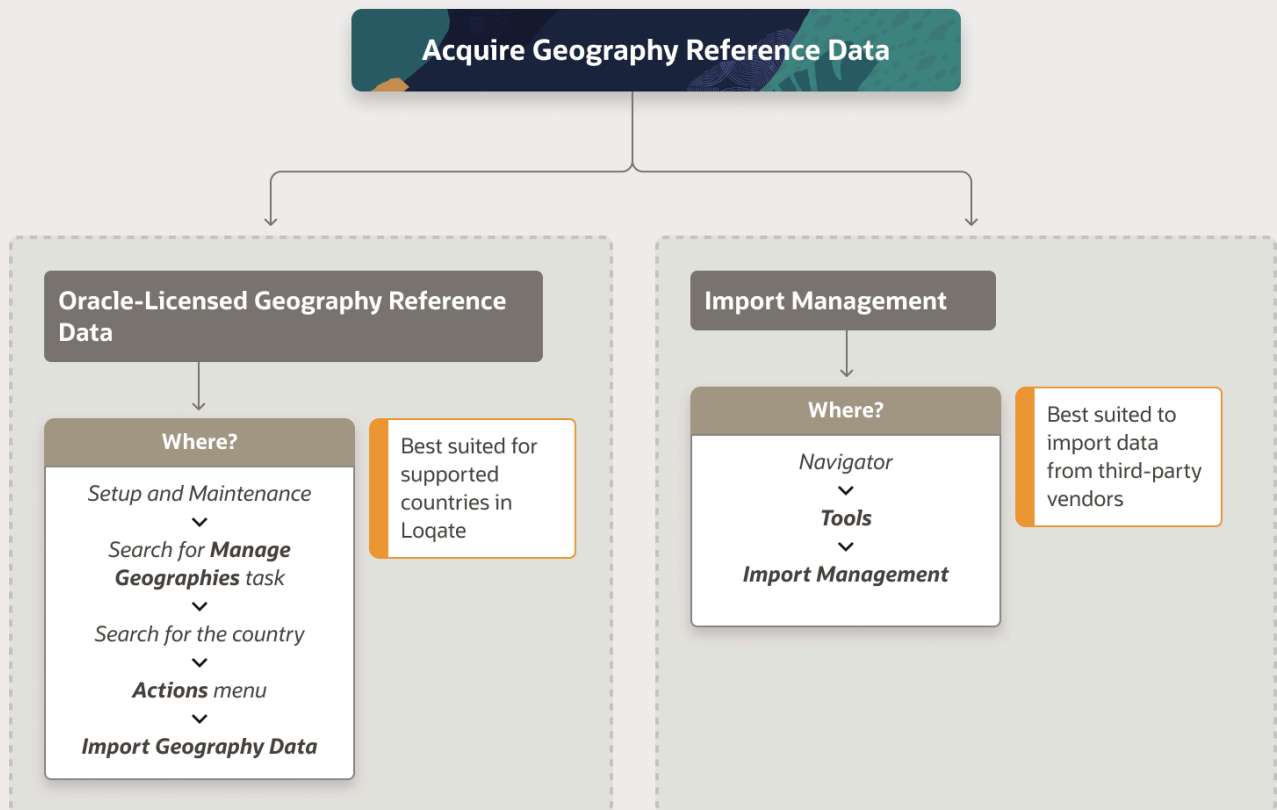 Acquire Geography Reference Data
Oracle-Licensed Geography Reference
Data
Where?
Setup and Maintenance
Search for Manage
Geographies task
Search for the country
Actions menu
Import Geography Data
Best suited for
supported
countries in
Loqate
Import Management
Where?
Navigator
Tools
Import Management
Best suited to
import data
from third-party
vendors